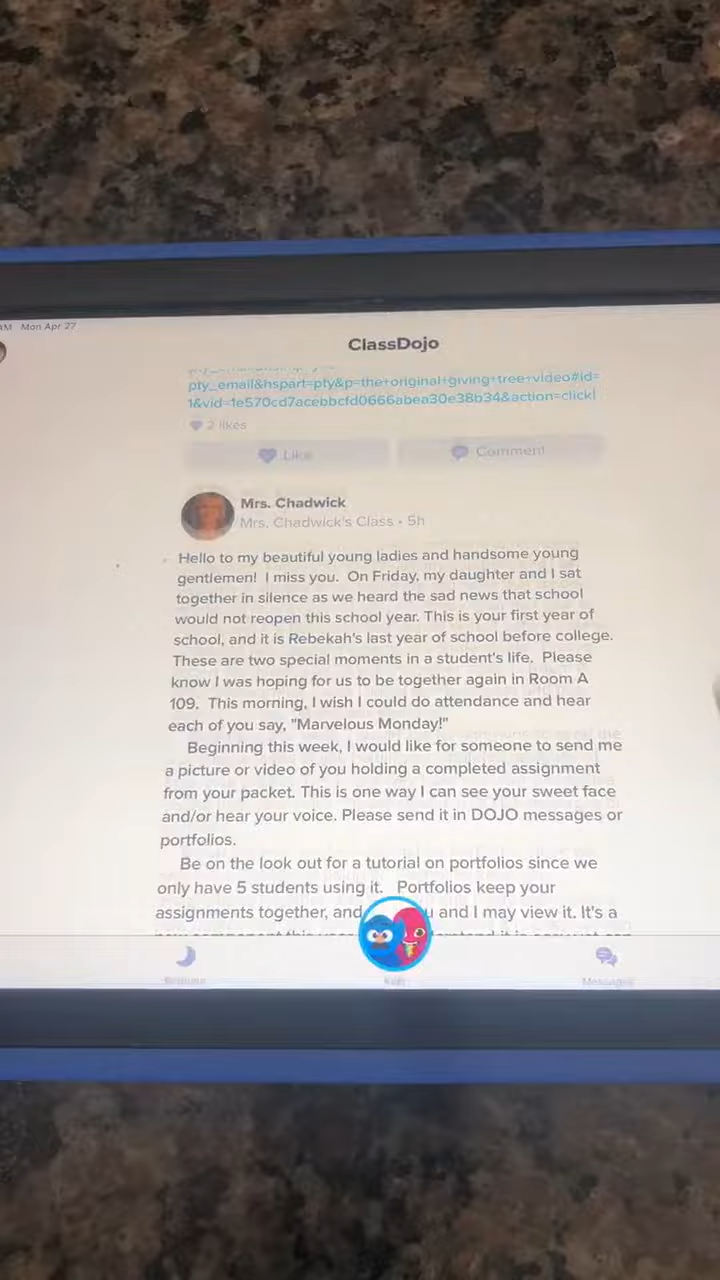 AM Mon Apr 27
ClassDojo
pty_email&hspart=pty&p=the+original+giving+tree+video#id=
1&vid=1e570cd7acebbcfd0666abea30e38b34&action=click
2 likes
Like
Comment
Mrs. Chadwick
Mrs. Chadwick's Class • 5h
Hello to my beautiful young ladies and handsome young
gentlemen! I miss you. On Friday, my daughter and I sat
together in silence as we heard the sad news that school
would not reopen this school year. This is your first year of
school, and it is Rebekah's last year of school before college.
These are two special moments in a student's life. Please
know I was hoping for us to be together again in Room A
109. This morning, I wish I could do attendance and hear
each of you say, "Marvelous Monday!"
Beginning this week, I would like for someone to send me
a picture or video of you holding a completed assignment
from your packet. This is one way I can see your sweet face
and/or hear your voice. Please send it in DOJO messages or
portfolios.
Be on the look out for a tutorial on portfolios since we
only have 5 students using it. Portfolios keep your
assignments together, and u and I may view it. It's a
Messages